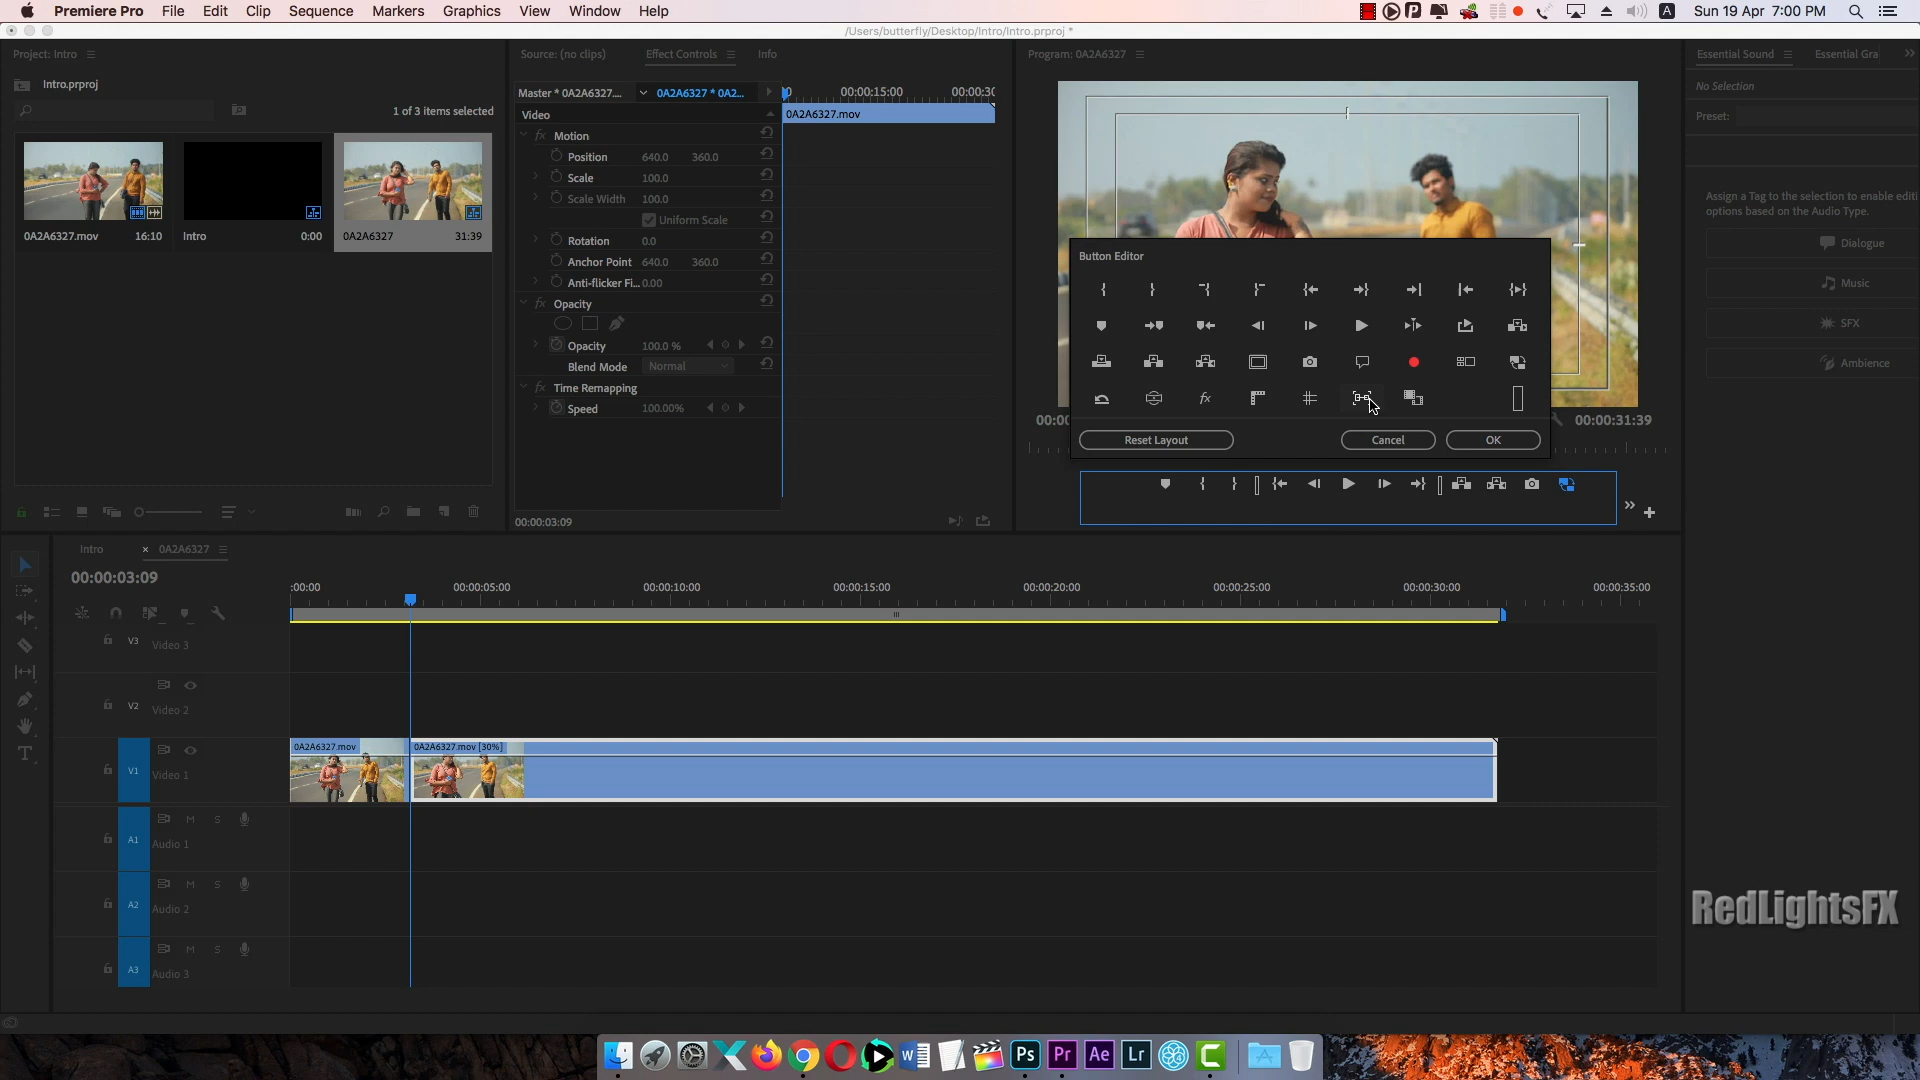 Premiere Pro File Edit Clip Sequence Markers Graphics View Window Help
A Sun 19 Apr 7:00 PM
/Users/butterfly/Desktop/Intro/Intro.prproj *
Project: Intro
Intro.prproj
1 of 3 items selected
0A2A6327.mov 16:10
Intro 0:00
0A2A6327 31:39
Source: (no clips) Effect Controls Info
Master * 0A2A6327.... 0A2A6327 * 0A2...
00:00:15:00
Video
0A2A6327.mov
fx Motion
Position 640.0 360.0
Scale 100.0
Scale Width 100.0
Uniform Scale
Rotation 0.0
Anchor Point 640.0 360.0
Anti-flicker Fi... 0.00
fx Opacity
Opacity 100.0 %
Blend Mode Normal
fx Time Remapping
Speed 100.00%
00:00:03:09
Program: 0A2A6327
Button Editor
fx
Reset Layout Cancel OK
00:00:31:39
Essential Sound Essential Gra
No Selection
Preset:
Assign a Tag to the selection to enable editi
options based on the Audio Type.
Dialogue
Music
SFX
Ambience
Intro × 0A2A6327
00:00:03:09
:00:00 00:00:05:00 00:00:10:00 00:00:15:00 00:00:20:00 00:00:25:00 00:00:30:00 00:00:35:00
V3 Video 3
V2 Video 2
V1 Video 1
0A2A6327.mov 0A2A6327.mov [30%]
M S
A1 Audio 1
M S
A2 Audio 2
M S
A3 Audio 3
T
RedLightsFX
W Ps Pr Ae Lr C